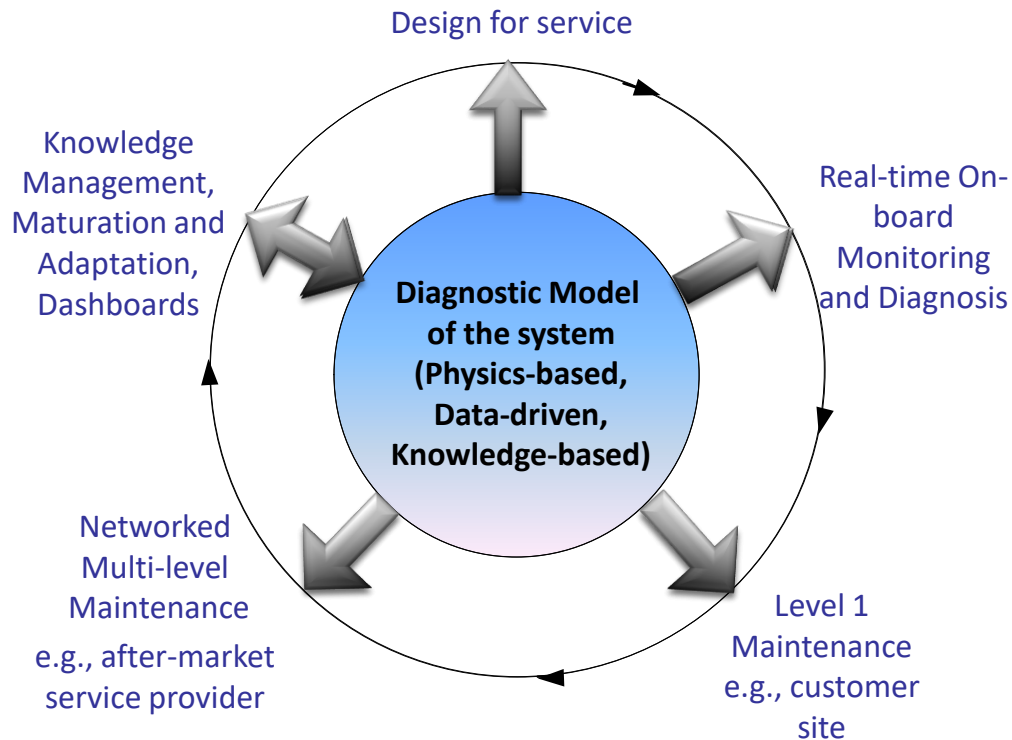 Design for service
Knowledge
Management,
Maturation and
Adaptation,
Dashboards
Real-time On-
board
Monitoring
and Diagnosis
Diagnostic Model
of the system
(Physics-based,
Data-driven,
Knowledge-based)
Networked
Multi-level
Maintenance
e.g., after-market
service provider
Level 1
Maintenance
e.g., customer
site